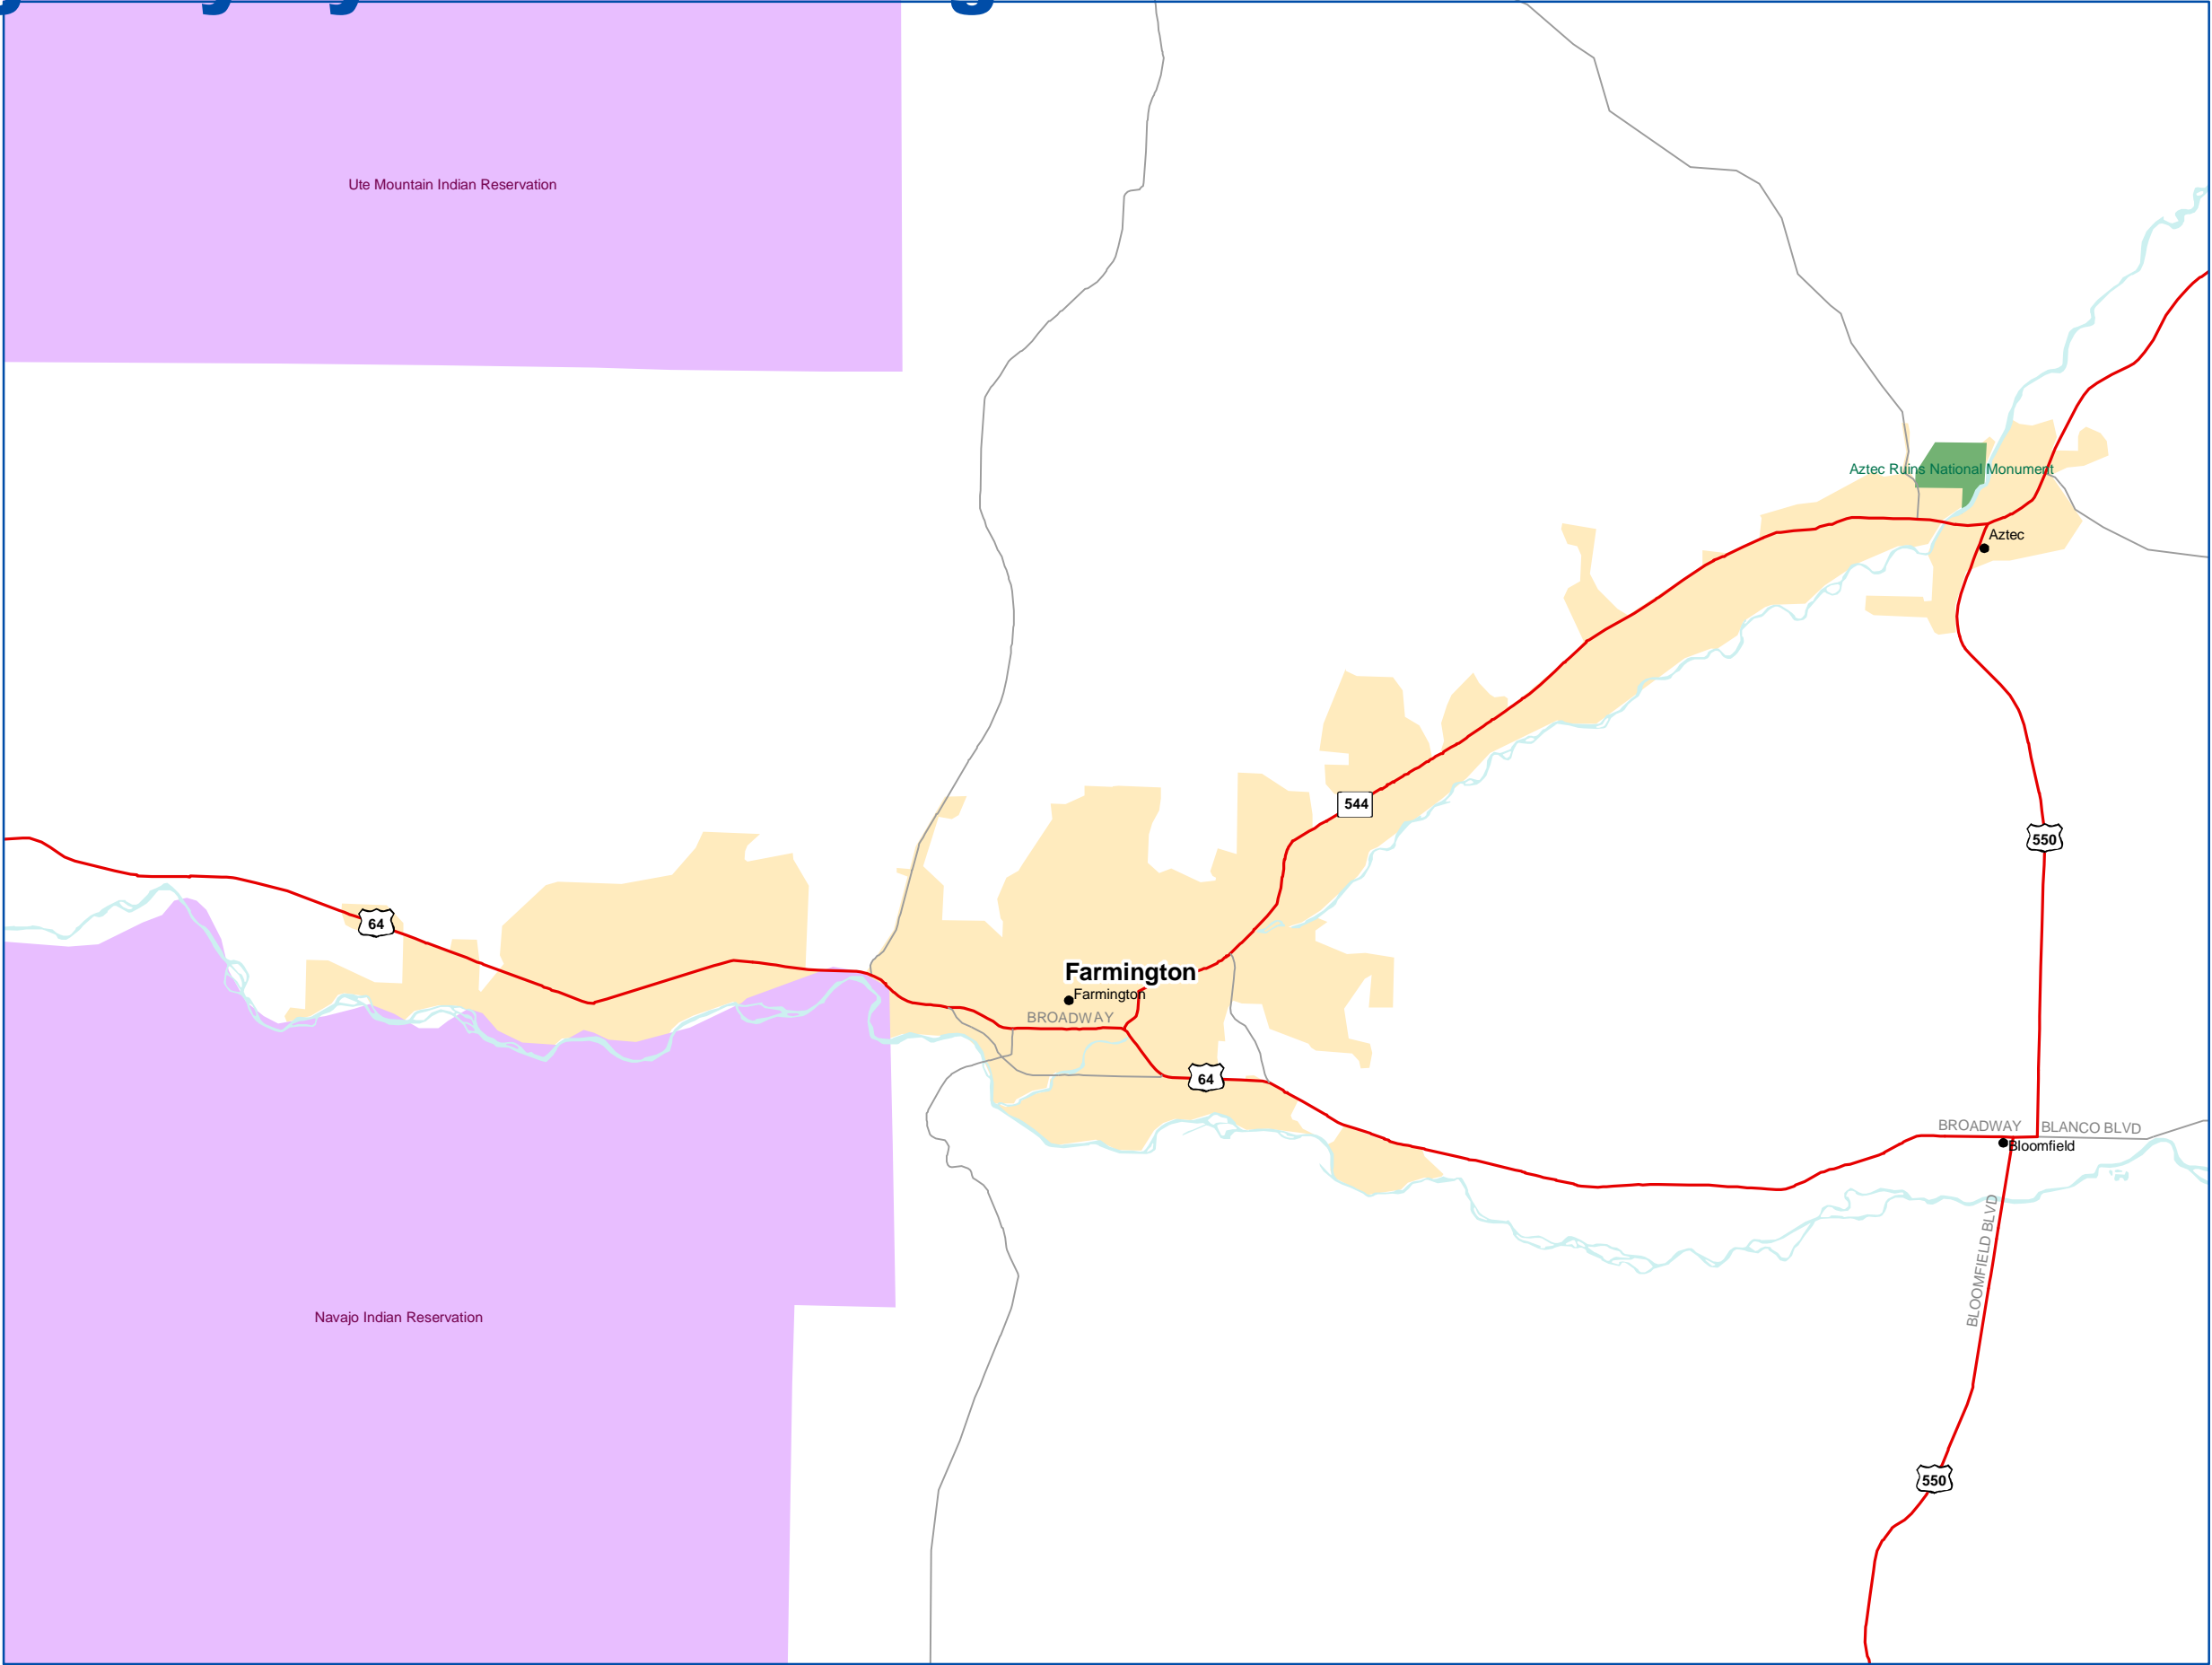 Ute Mountain Indian Reservation
Aztec Ruins National Monument
Aztec
544
550
64
Farmington
Farmington
BROADWAY
64
BROADWAY
BLANCO BLVD
Bloomfield
BLOOMFIELD BLVD
Navajo Indian Reservation
550